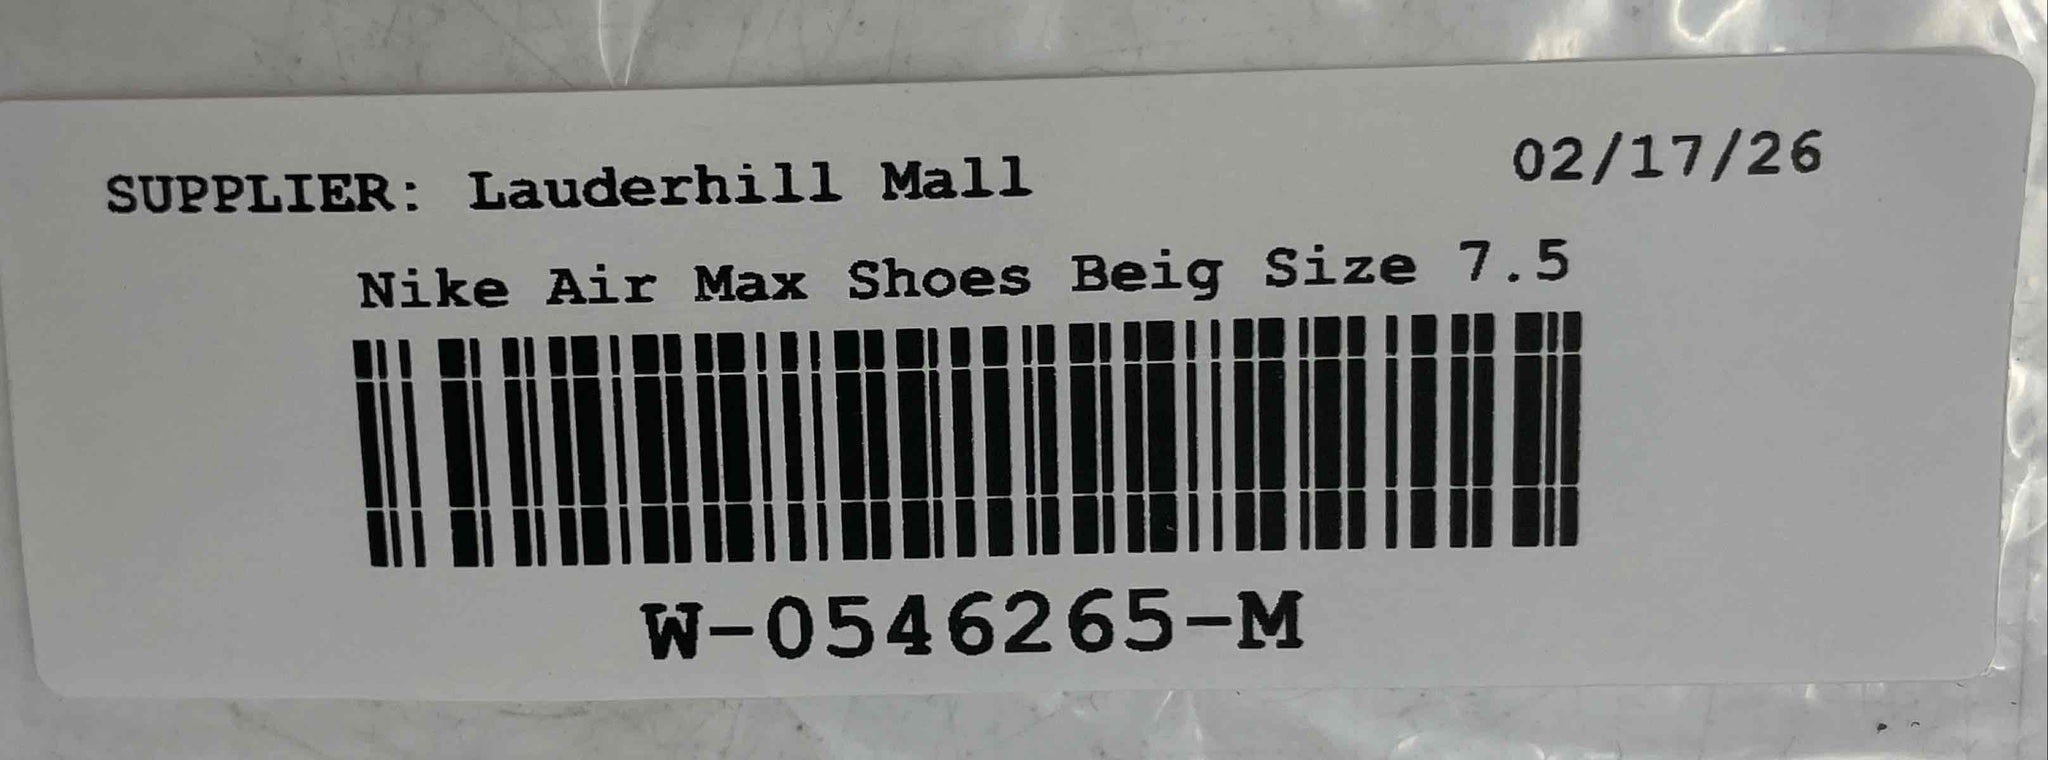 SUPPLIER: Lauderhill Mall 02/17/26
Nike Air Max Shoes Beig Size 7.5
W-0546265-M